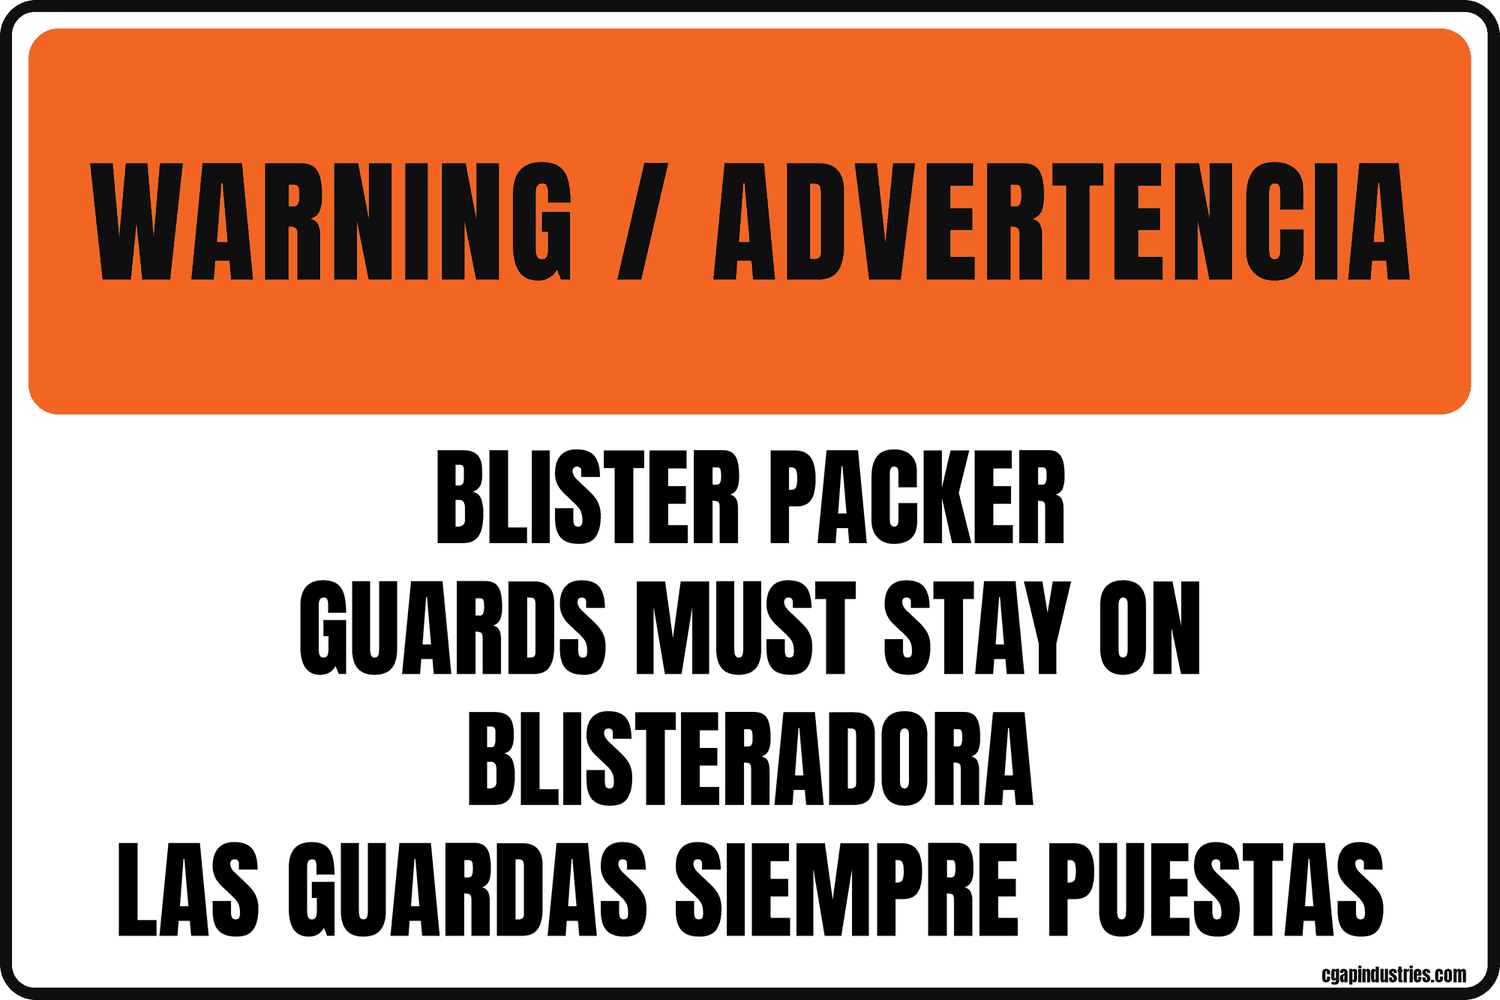 WARNING / ADVERTENCIA
BLISTER PACKER
GUARDS MUST STAY ON
BLISTERADORA
LAS GUARDAS SIEMPRE PUESTAS
cgapindustries.com